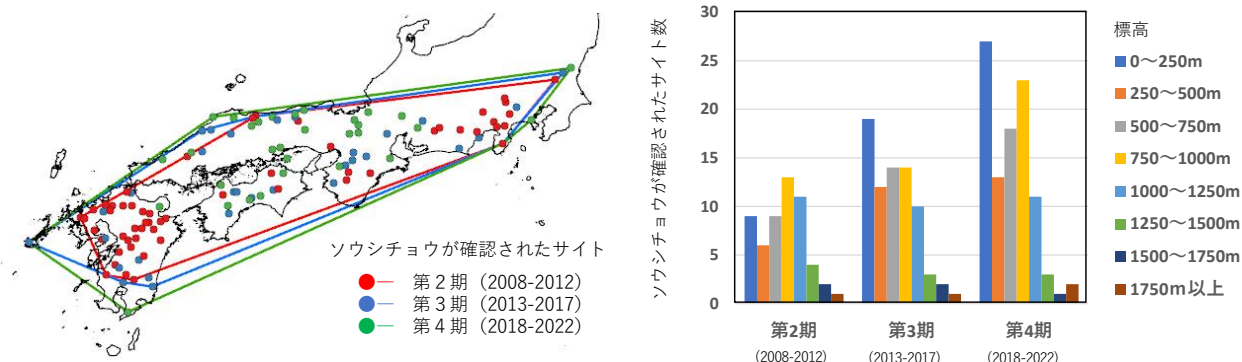 ソウシチョウが確認されたサイト
第2期（2008-2012）
第3期（2013-2017）
第4期（2018-2022）
ソウシチョウが確認されたサイト数
30
25
20
15
10
5
0
第2期
(2008-2012)
第3期
(2013-2017)
第4期
(2018-2022)
標高
0～250m
250～500m
500～750m
750～1000m
1000～1250m
1250～1500m
1500～1750m
1750m以上